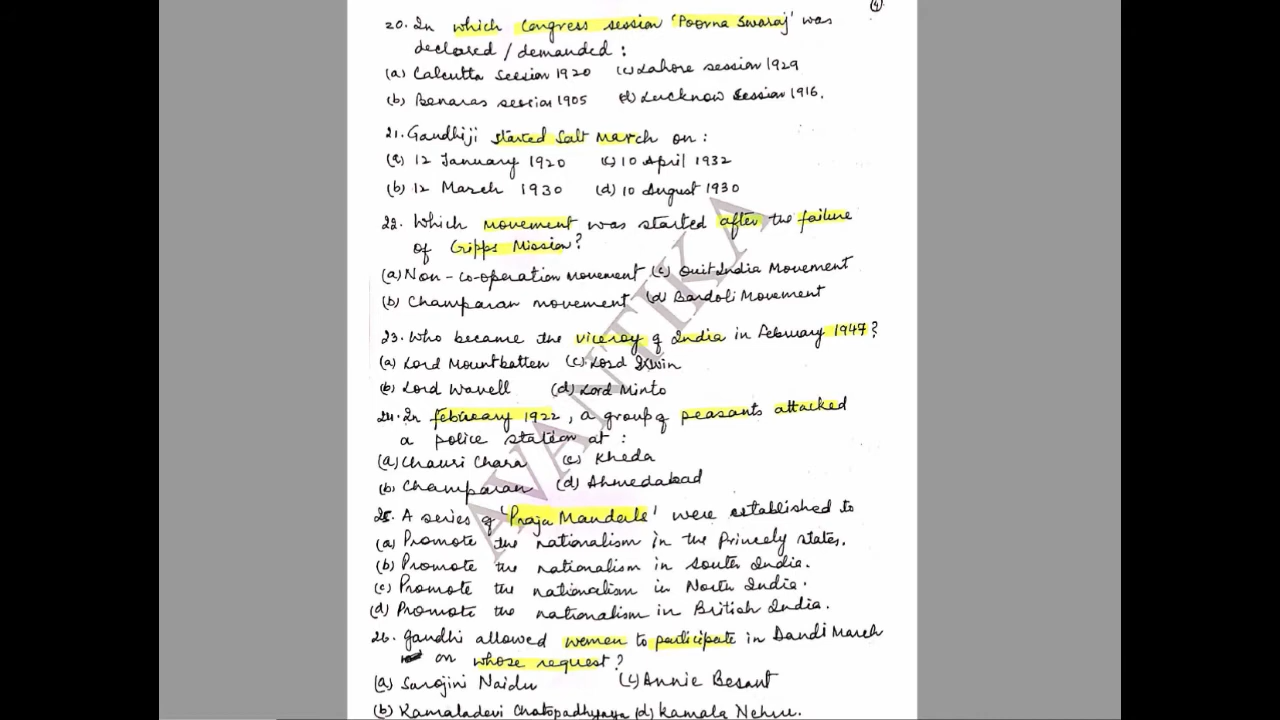 4
20. In which Congress session 'Poorna Swaraj' was
declared / demanded :
(a) Calcutta session 1920 (c) Lahore session 1929
(b) Benaras session 1905 (d) Lucknow session 1916.
21. Gandhiji started Salt March on :
(a) 12 January 1920 (c) 10 April 1932
(b) 12 March 1930 (d) 10 August 1930
22. Which movement was started after the failure
of Cripps Mission?
(a) Non-co-operation movement (c) Quit India Movement
(b) Champaran movement (d) Bardoli Movement
23. Who became the viceroy of India in February 1947?
(a) Lord Mountbatten (c) Lord Irwin
(b) Lord Wavell (d) Lord Minto
24. In february 1922, a group of peasants attacked
a police station at :
(a) Chauri Chara (c) Kheda
(b) Champaran (d) Ahmedabad
25. A series of 'Praja Mandals' were established to
(a) Promote the nationalism in the Princely states.
(b) Promote the nationalism in South India.
(c) Promote the nationalism in North India.
(d) Promote the nationalism in British India.
26. Gandhi allowed women to participate in Dandi March
on whose request?
(a) Sarojini Naidu (c) Annie Besant
(b) Kamaladevi Chatopadhyaya (d) Kamala Nehru.
AVANTIKA